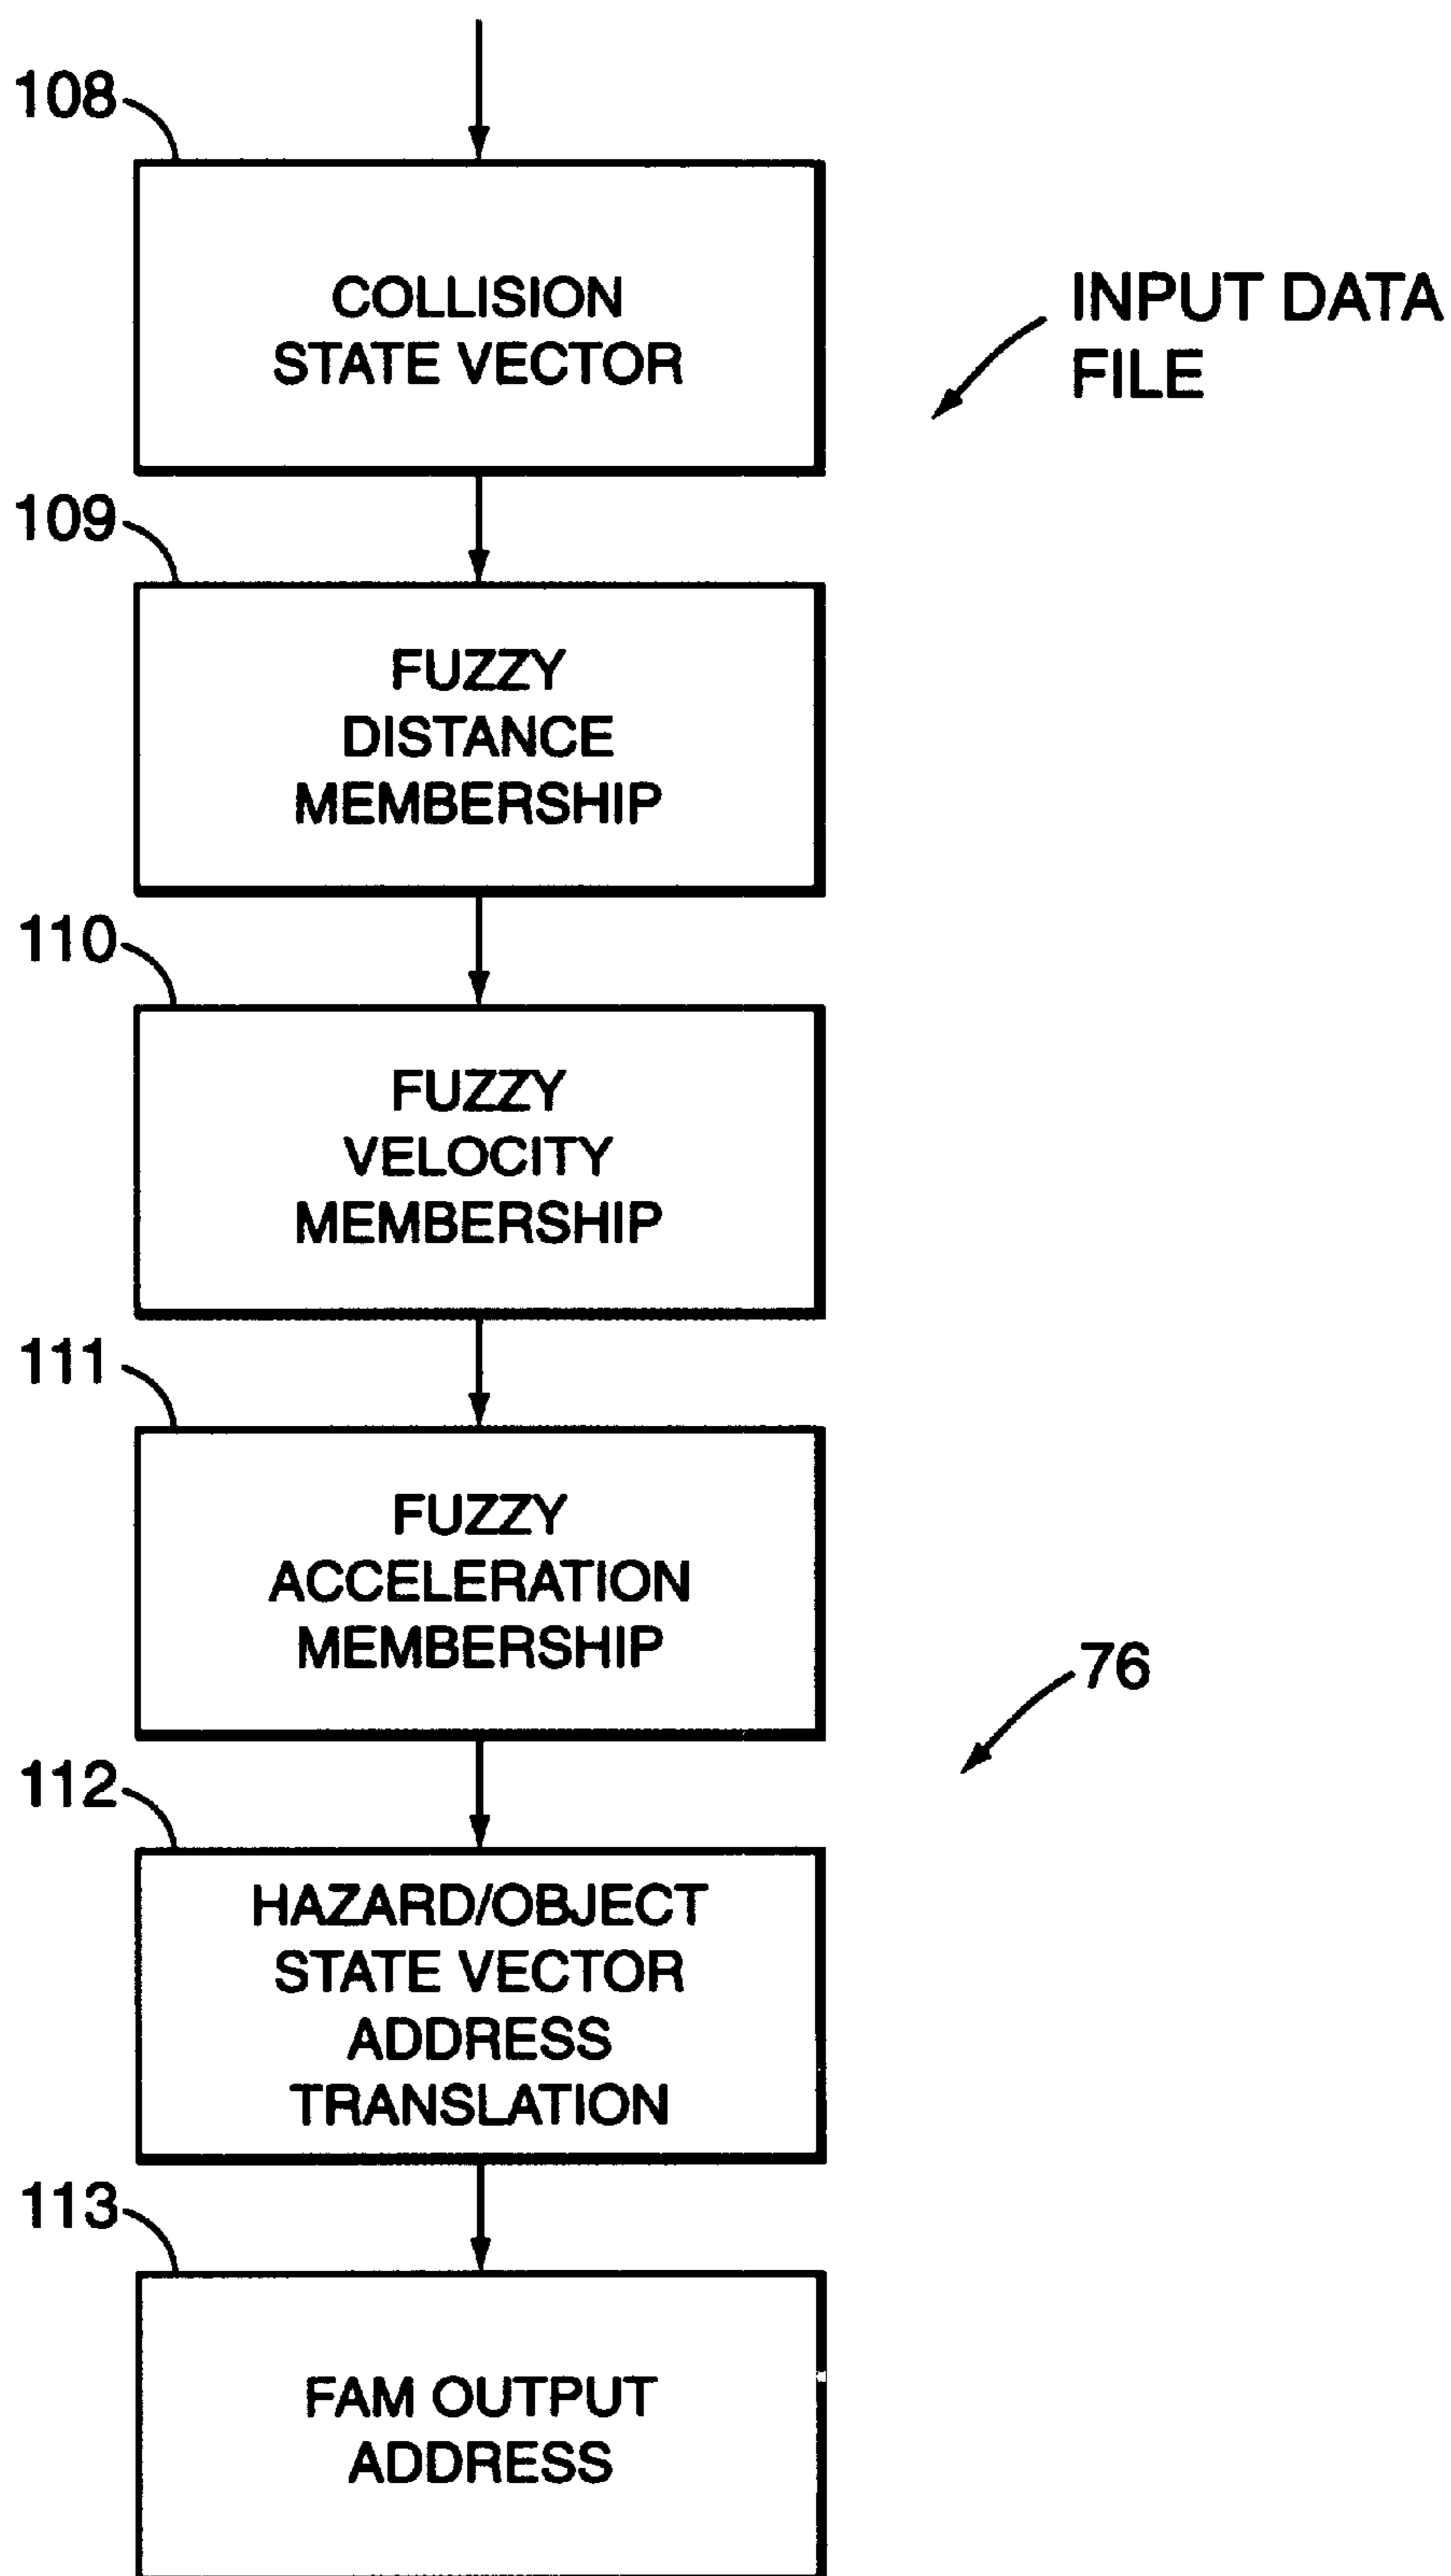 108
COLLISION
STATE VECTOR
INPUT DATA
FILE
109
FUZZY
DISTANCE
MEMBERSHIP
110
FUZZY
VELOCITY
MEMBERSHIP
111
FUZZY
ACCELERATION
MEMBERSHIP
76
112
HAZARD/OBJECT
STATE VECTOR
ADDRESS
TRANSLATION
113
FAM OUTPUT
ADDRESS